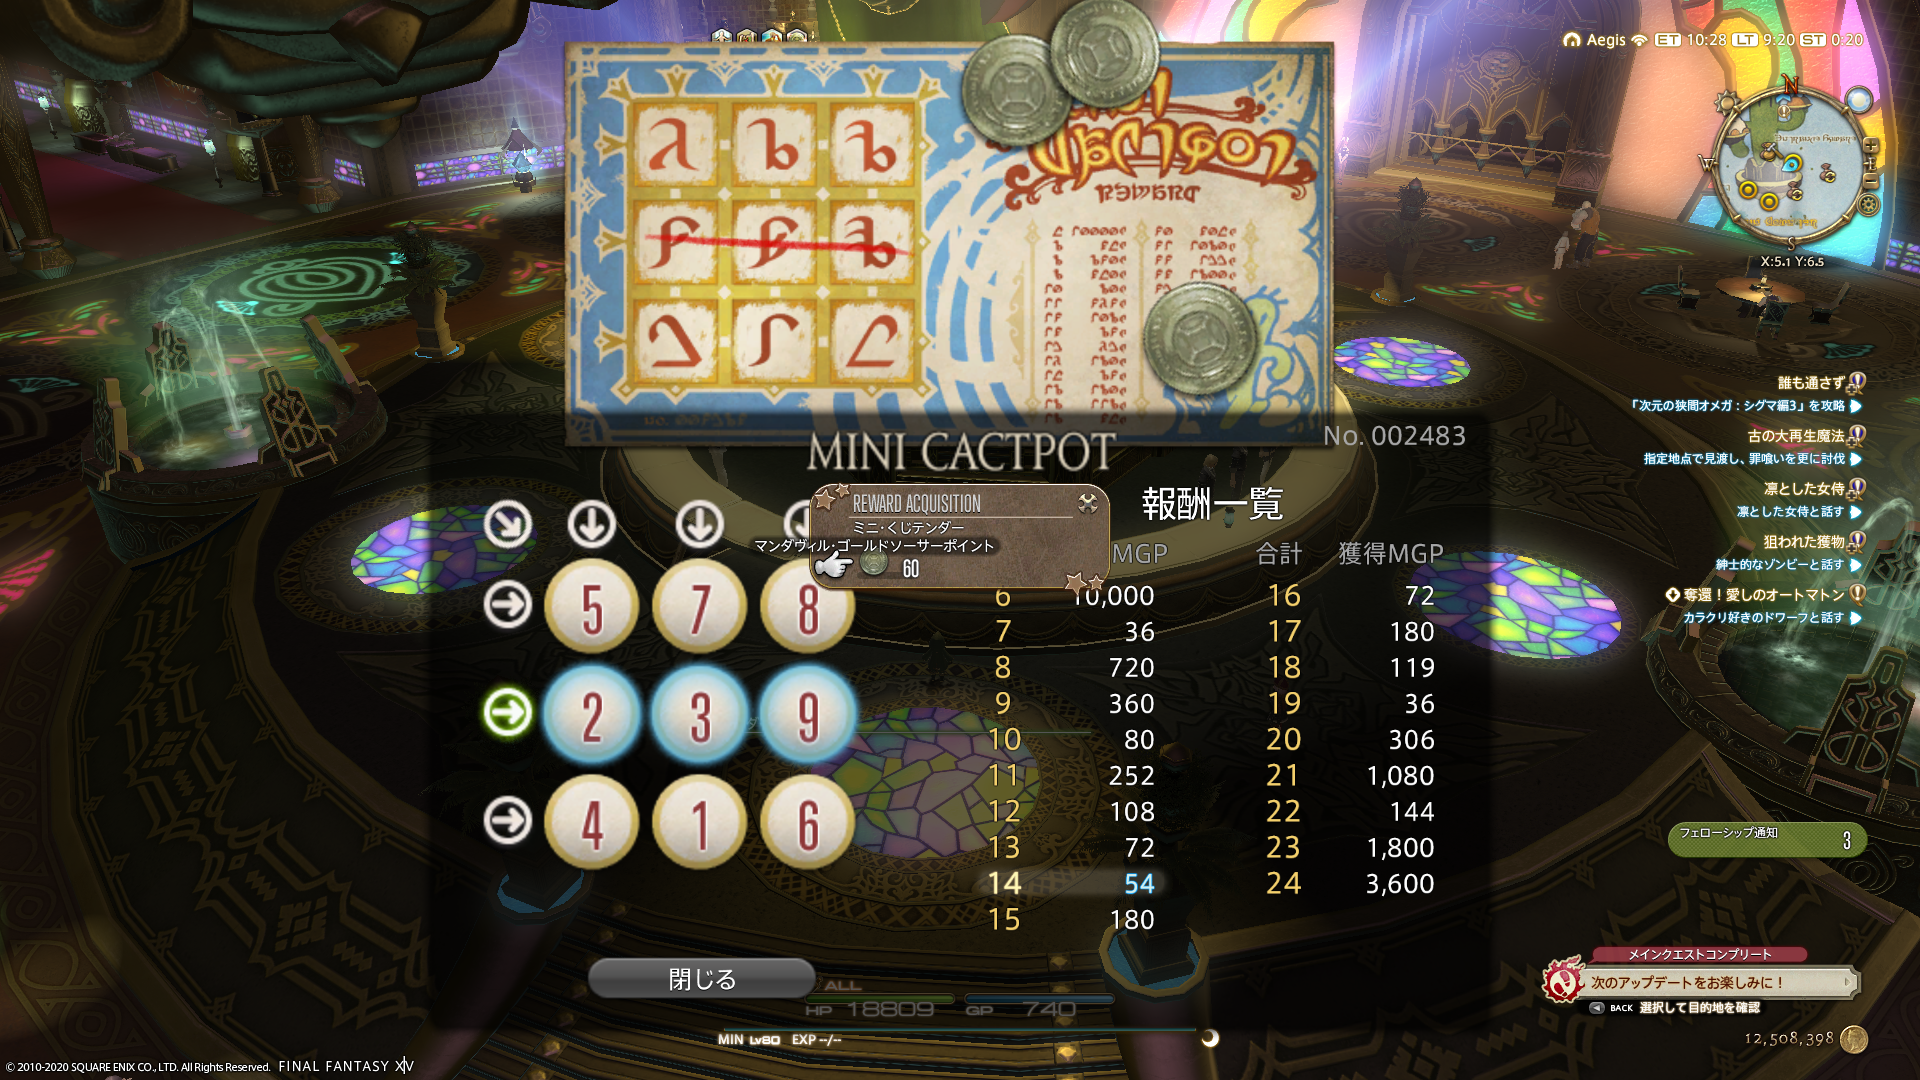 Aegis ET 10:28 LT 9:20 ST 0:20
N
W
S
X:5.1 Y:6.5
No.002483
MINI CACTPOT
REWARD ACQUISITION
ミニ・くじテンダー
マンダヴィル・ゴールドソーサーポイント
60
報酬一覧
MGP 合計 獲得MGP
5 7 8
2 3 9
4 1 6
6 10,000 16 72
7 36 17 180
8 720 18 119
9 360 19 36
10 80 20 306
11 252 21 1,080
12 108 22 144
13 72 23 1,800
14 54 24 3,600
15 180
閉じる
ALL
HP 18809 GP 740
MIN Lv80 EXP --/--
誰も通さず
「次元の狭間オメガ：シグマ編3」を攻略
古の大再生魔法
指定地点で見渡し、罪喰いを更に討伐
凛とした女侍
凛とした女侍と話す
狙われた獲物
紳士的なゾンビーと話す
奪還！愛しのオートマトン
カラクリ好きのドワーフと話す
フェローシップ通知 3
メインクエストコンプリート
次のアップデートをお楽しみに！
BACK 選択して目的地を確認
12,508,398
© 2010-2020 SQUARE ENIX CO., LTD. All Rights Reserved. FINAL FANTASY XIV